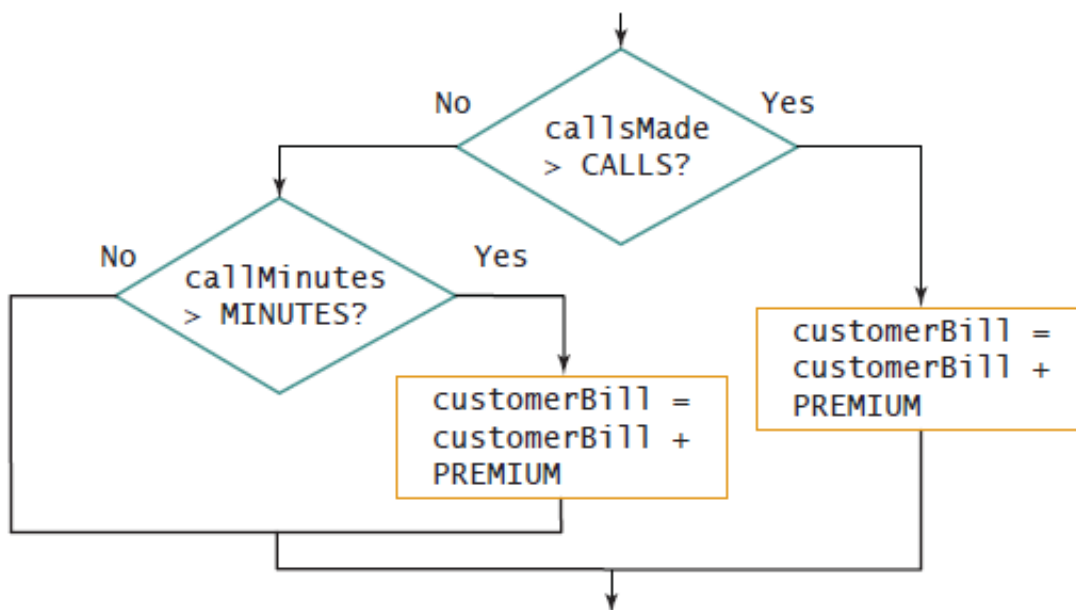 No
Yes
callsMade
> CALLS?
No
Yes
callMinutes
> MINUTES?
customerBill =
customerBill +
PREMIUM
customerBill =
customerBill +
PREMIUM